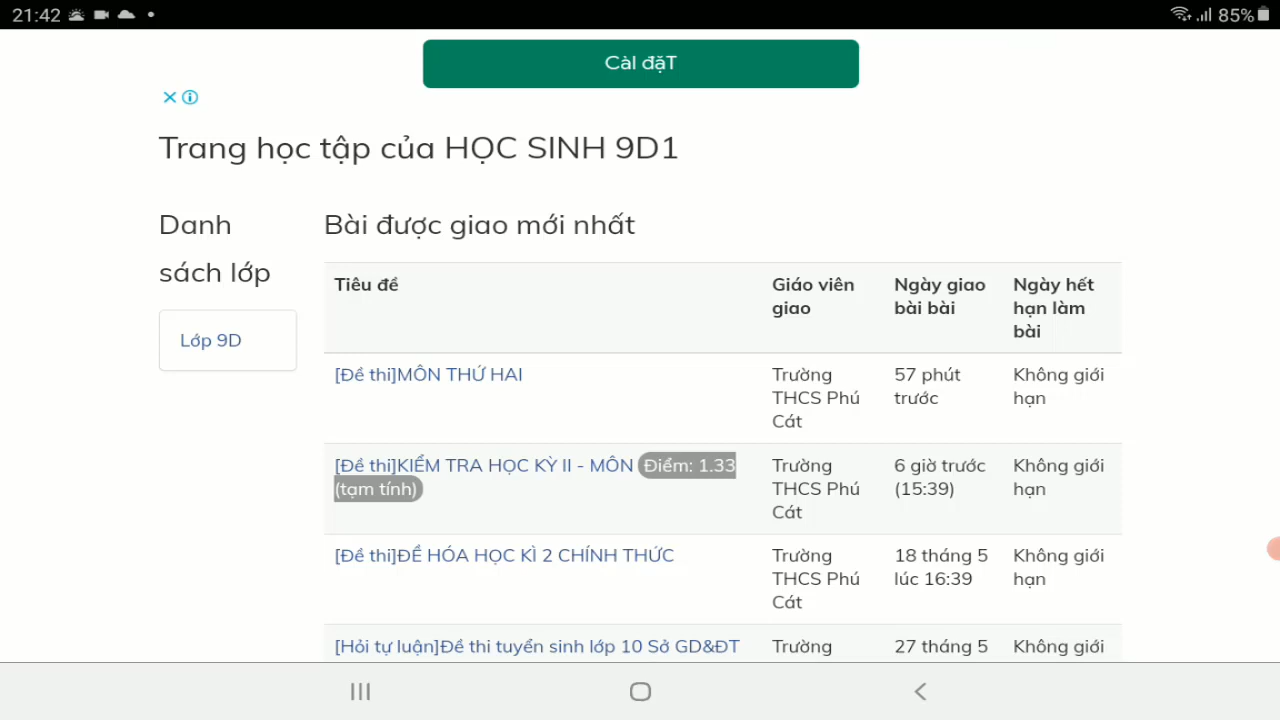 21:42
85%
Càl đặT
Trang học tập của HỌC SINH 9D1
Danh
sách lớp
Lớp 9D
Bài được giao mới nhất
Tiêu đề
Giáo viên
giao
Ngày giao
bài bài
Ngày hết
hạn làm
bài
[Đề thi]MÔN THỨ HAI
Trường
THCS Phú
Cát
57 phút
trước
Không giới
hạn
[Đề thi]KIỂM TRA HỌC KỲ II - MÔN Điểm: 1.33
(tạm tính)
Trường
THCS Phú
Cát
6 giờ trước
(15:39)
Không giới
hạn
[Đề thi]ĐỀ HÓA HỌC KÌ 2 CHÍNH THỨC
Trường
THCS Phú
Cát
18 tháng 5
lúc 16:39
Không giới
hạn
[Hỏi tự luận]Đề thi tuyển sinh lớp 10 Sở GD&ĐT
Trường
27 tháng 5
Không giới